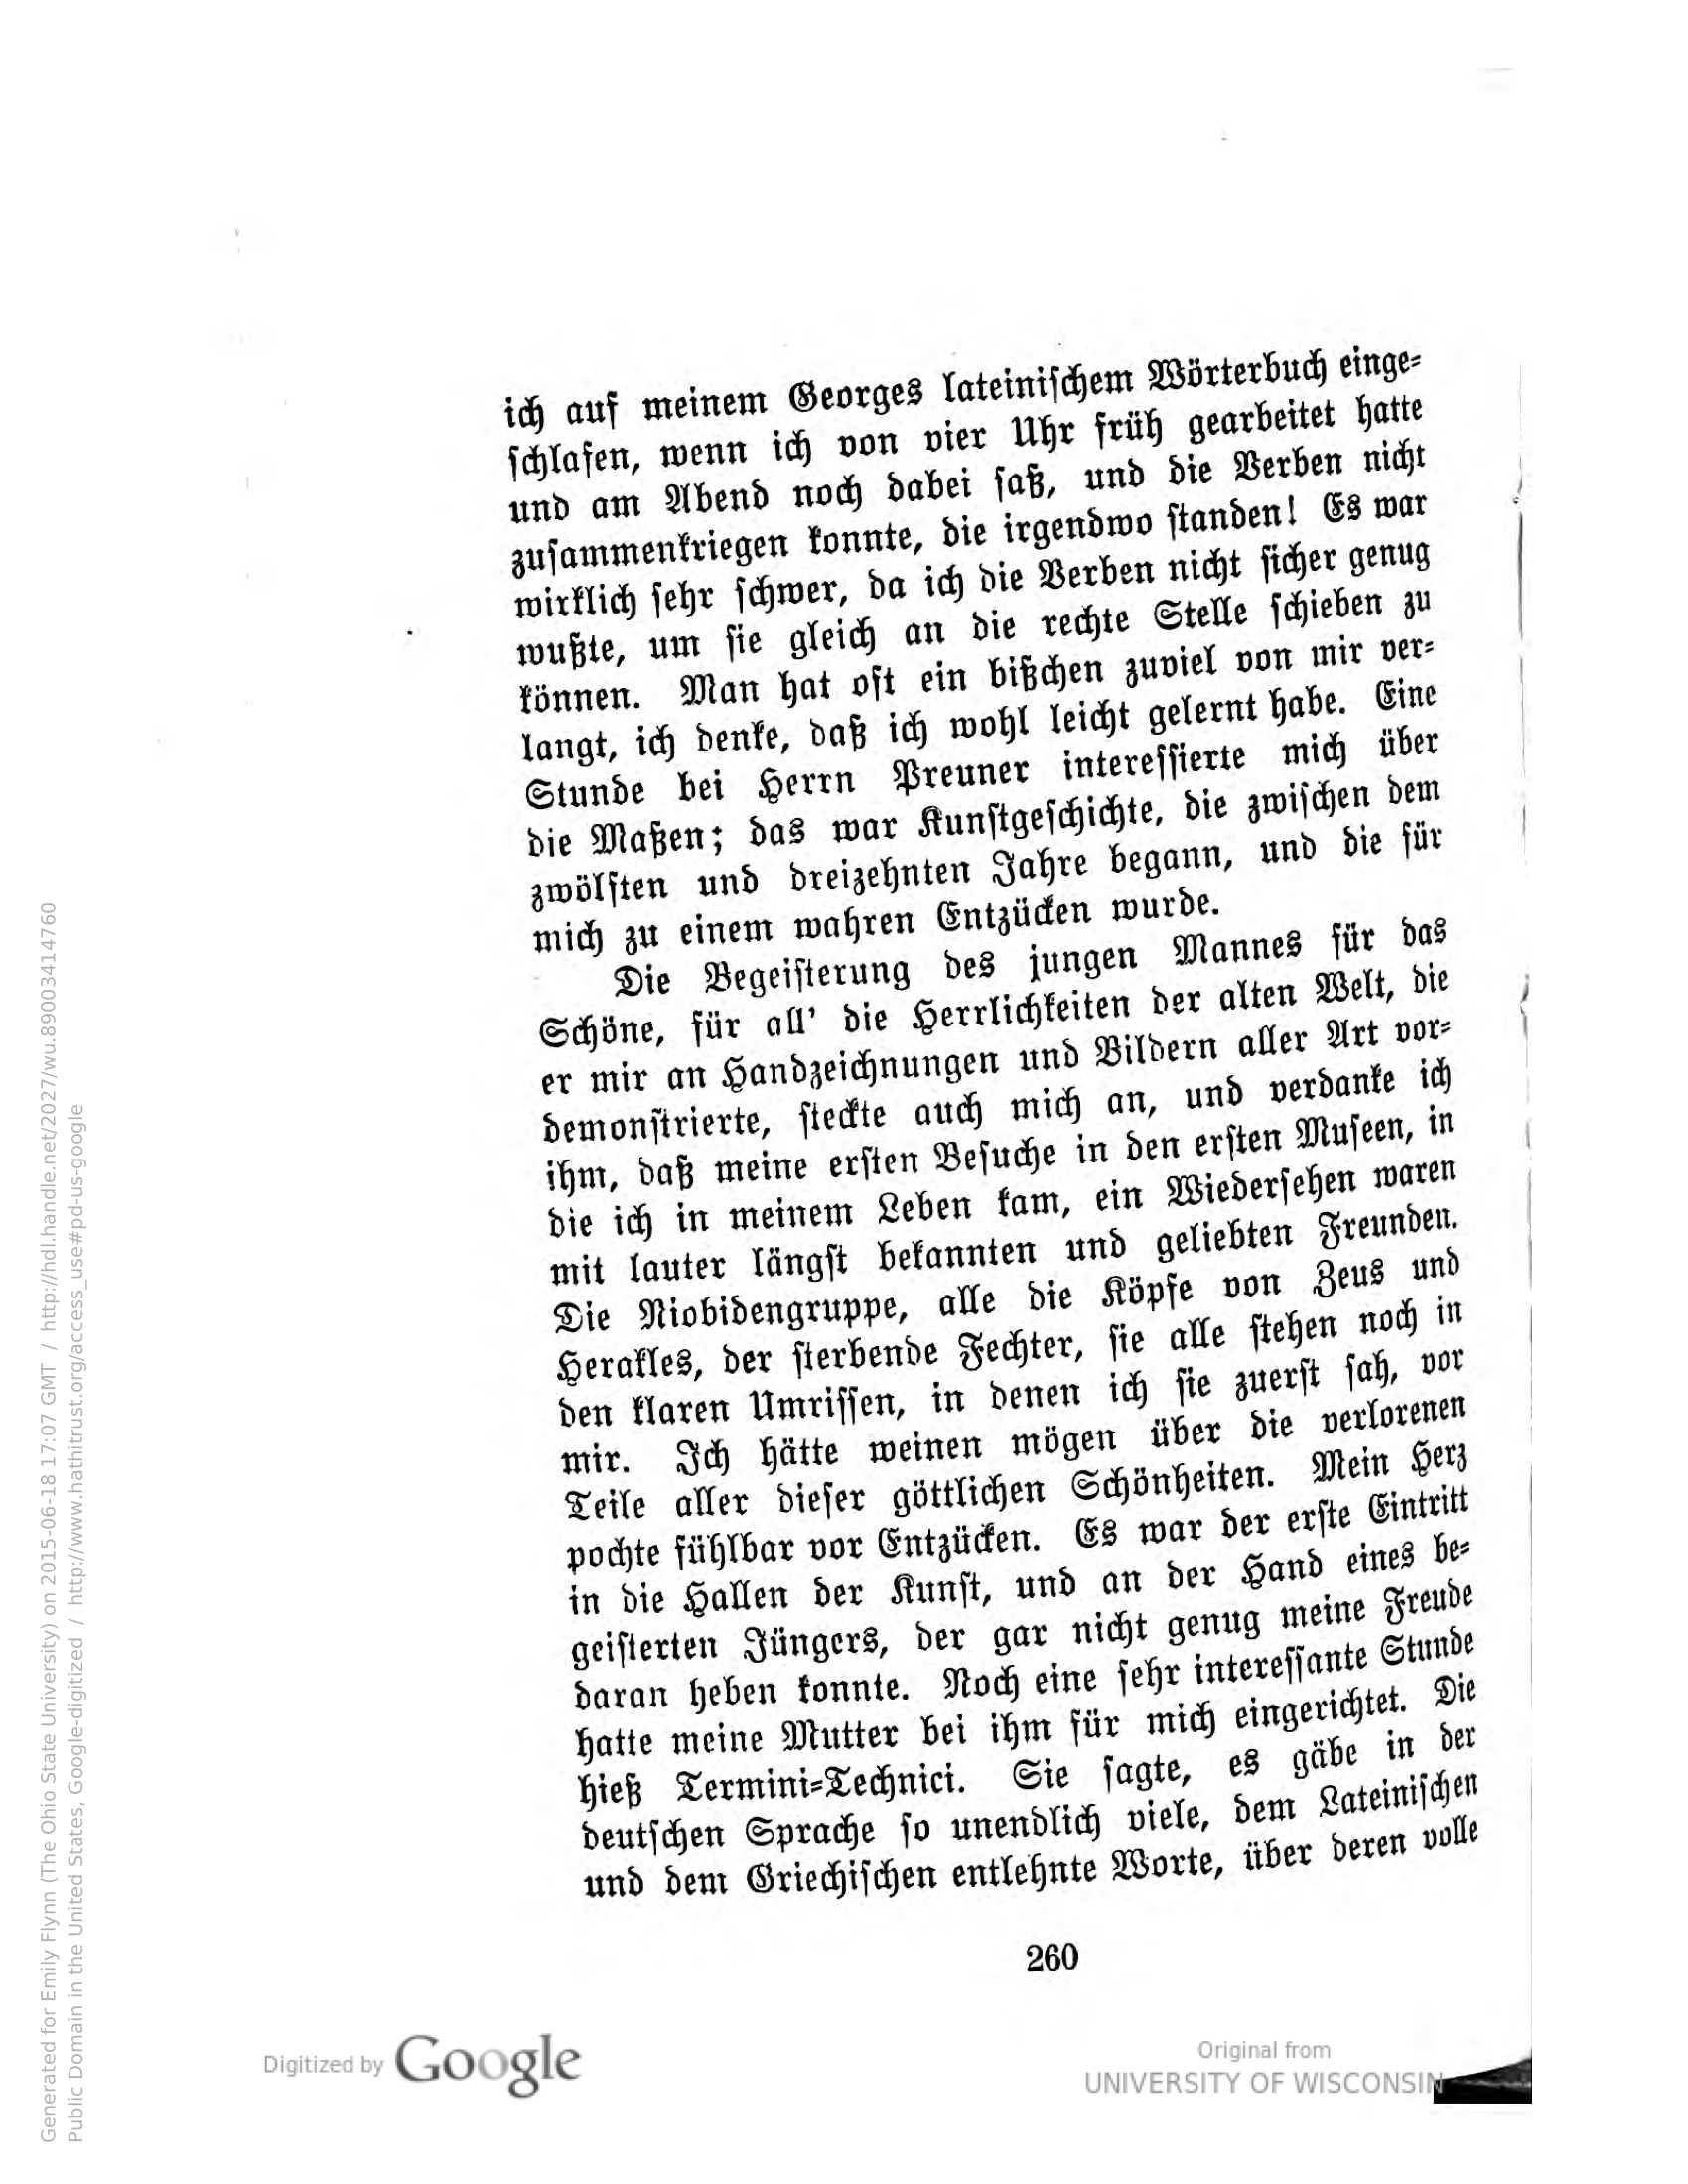 ich auf meinem Georges lateinischem Wörterbuch einge-
schlafen, wenn ich von vier Uhr früh gearbeitet hatte
und am Abend noch dabei saß, und die Verben nicht
zusammenkriegen konnte, die irgendwo standen! Es war
wirklich sehr schwer, da ich die Verben nicht sicher genug
wußte, um sie gleich an die rechte Stelle schieben zu
können. Man hat oft ein bißchen zuviel von mir ver-
langt, ich denke, daß ich wohl leicht gelernt habe. Eine
Stunde bei Herrn Preuner interessierte mich über
die Maßen; das war Kunstgeschichte, die zwischen dem
zwölften und dreizehnten Jahre begann, und die für
mich zu einem wahren Entzücken wurde.
Die Begeisterung des jungen Mannes für das
Schöne, für all' die Herrlichkeiten der alten Welt, die
er mir an Handzeichnungen und Bildern aller Art vor-
demonstrierte, steckte auch mich an, und verdanke ich
ihm, daß meine ersten Besuche in den ersten Museen, in
die ich in meinem Leben kam, ein Wiedersehen waren
mit lauter längst bekannten und geliebten Freunden.
Die Niobidengruppe, alle die Köpfe von Zeus und
Herakles, der sterbende Fechter, sie alle stehen noch in
den klaren Umrissen, in denen ich sie zuerst sah, vor
mir. Ich hätte weinen mögen über die verlorenen
Teile aller dieser göttlichen Schönheiten. Mein Herz
pochte fühlbar vor Entzücken. Es war der erste Eintritt
in die Hallen der Kunst, und an der Hand eines be-
geisterten Jüngers, der gar nicht genug meine Freude
daran heben konnte. Noch eine sehr interessante Stunde
hatte meine Mutter bei ihm für mich eingerichtet. Die
hieß Termini-Technici. Sie sagte, es gäbe in der
deutschen Sprache so unendlich viele, dem Lateinischen
und dem Griechischen entlehnte Worte, über deren volle
260
Digitized by Google
Original from
UNIVERSITY OF WISCONSIN
Generated for Emily Flynn (The Ohio State University) on 2015-06-18 17:07 GMT / http://hdl.handle.net/2027/wu.89003414760
Public Domain in the United States, Google-digitized / http://www.hathitrust.org/access_use#pd-us-google